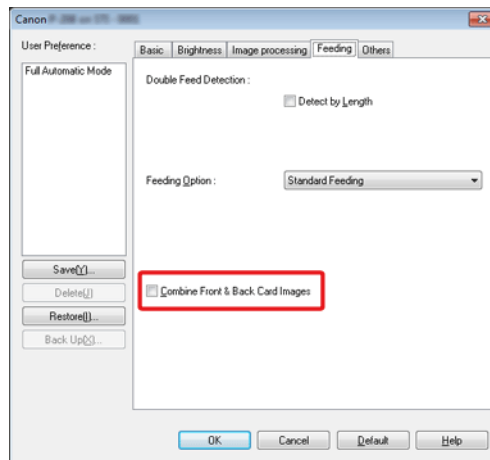 Canon
User Preference :
Full Automatic Mode
Save(Y)...
Delete(J)
Restore(I)...
Back Up(X)...
Basic
Brightness
Image processing
Feeding
Others
Double Feed Detection :
Detect by Length
Feeding Option :
Standard Feeding
Combine Front & Back Card Images
OK
Cancel
Default
Help